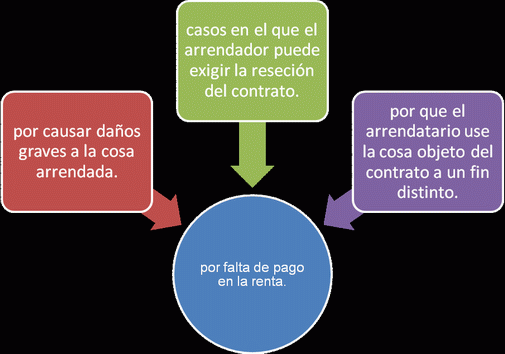 casos en el que el
arrendador puede
exigir la reseción
del contrato.
por causar daños
graves a la cosa
arrendada.
por que el
arrendatario use
la cosa objeto del
contrato a un fin
distinto.
por falta de pago
en la renta.